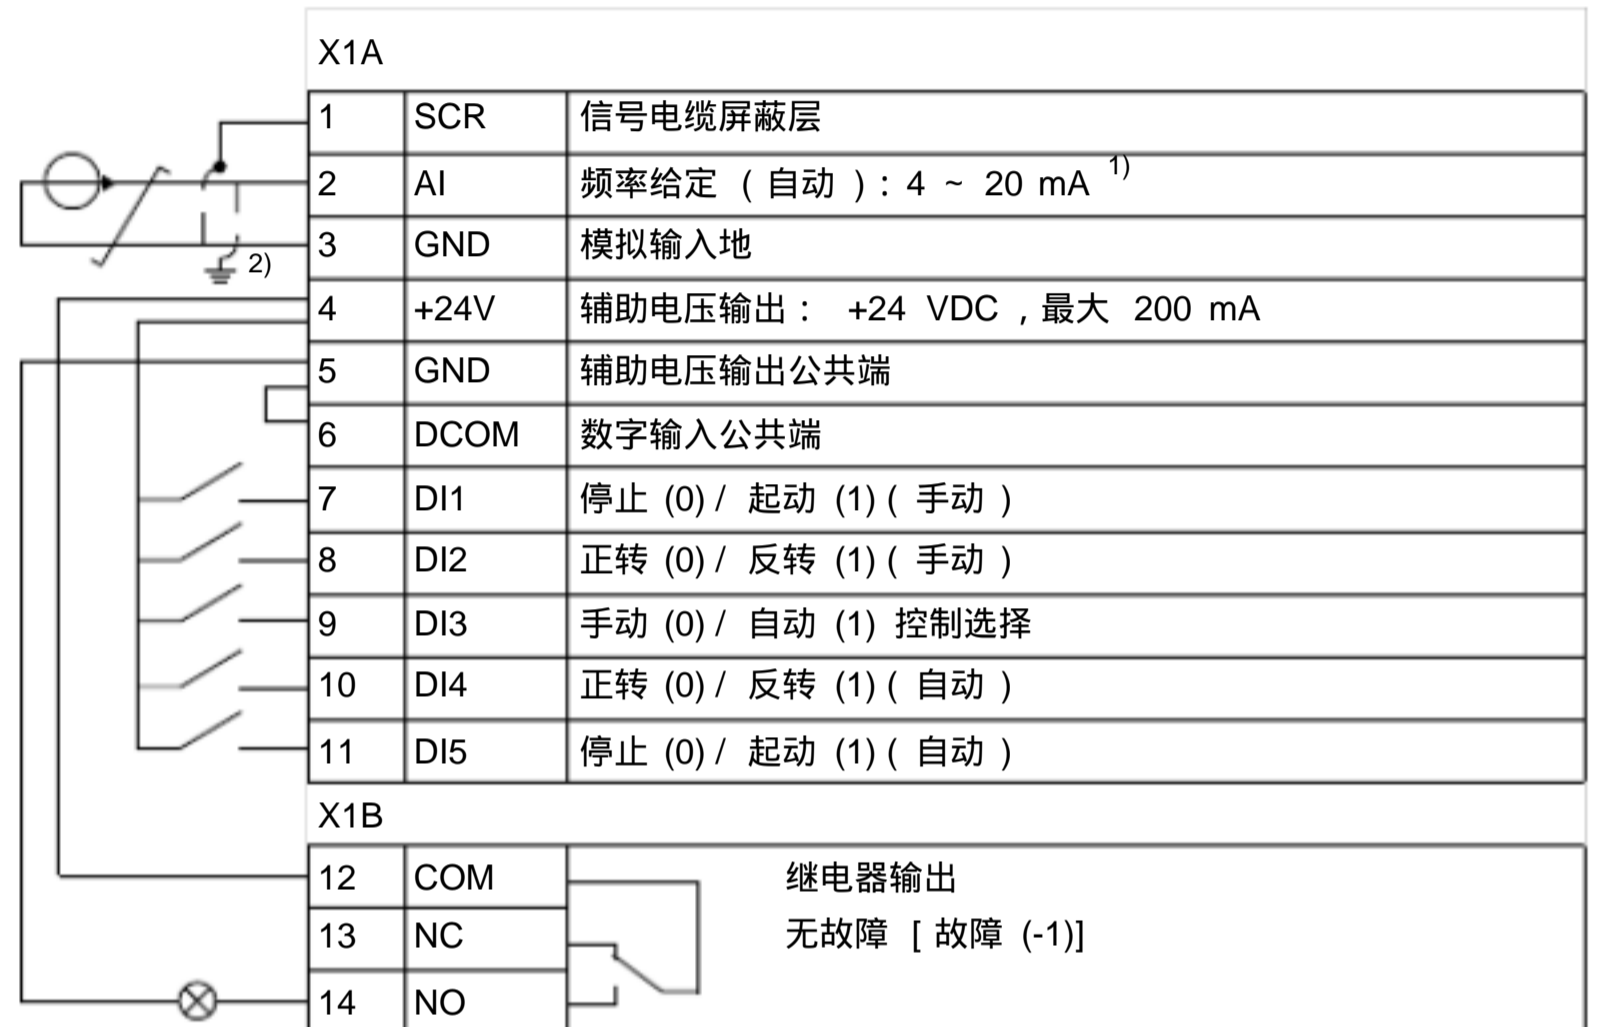 X1A
1 SCR 信号电缆屏蔽层
2 AI 频率给定 ( 自动 ) : 4 ~ 20 mA 1)
3 GND 模拟输入地
2)
4 +24V 辅助电压输出 : +24 VDC , 最大 200 mA
5 GND 辅助电压输出公共端
6 DCOM 数字输入公共端
7 DI1 停止 (0) / 起动 (1) ( 手动 )
8 DI2 正转 (0) / 反转 (1) ( 手动 )
9 DI3 手动 (0) / 自动 (1) 控制选择
10 DI4 正转 (0) / 反转 (1) ( 自动 )
11 DI5 停止 (0) / 起动 (1) ( 自动 )
X1B
12 COM 继电器输出
13 NC 无故障 [ 故障 (-1)]
14 NO